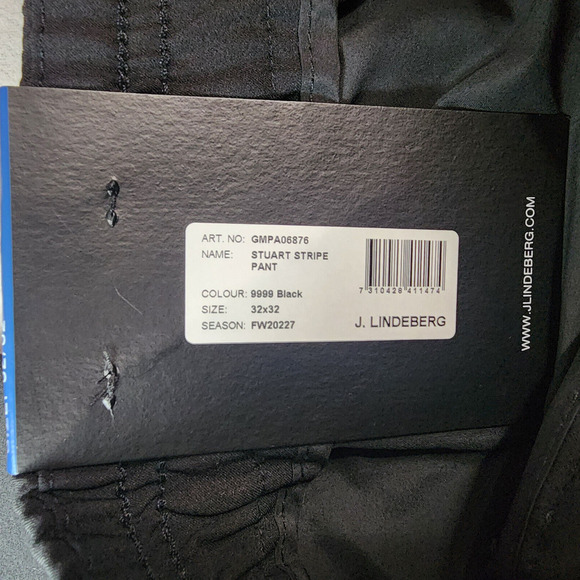 ART. NO: GMPA06876
NAME: STUART STRIPE
PANT
COLOUR: 9999 Black
SIZE: 32x32
SEASON: FW20227
7 310428 411474
J. LINDEBERG
WWW.JLINDEBERG.COM